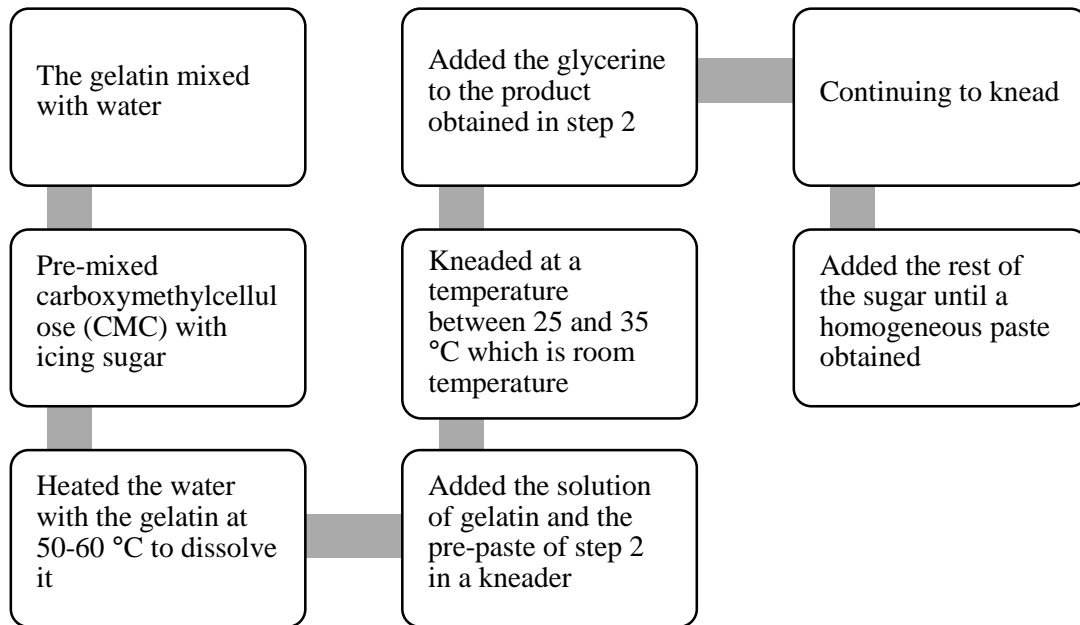 The gelatin mixed
with water
Pre-mixed
carboxymethylcellul
ose (CMC) with
icing sugar
Heated the water
with the gelatin at
50-60 °C to dissolve
it
Added the solution
of gelatin and the
pre-paste of step 2
in a kneader
Kneaded at a
temperature
between 25 and 35
°C which is room
temperature
Added the glycerine
to the product
obtained in step 2
Continuing to knead
Added the rest of
the sugar until a
homogeneous paste
obtained